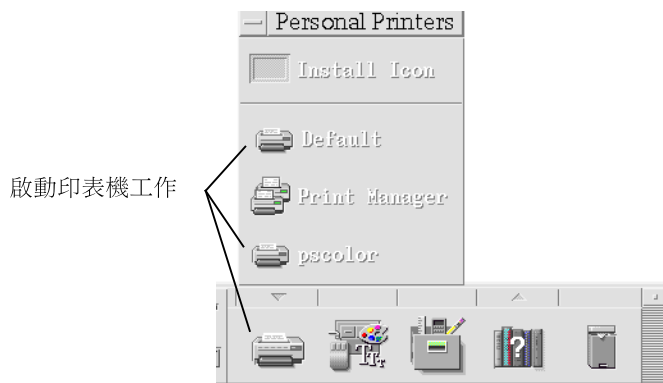 Personal Printers
Install Icon
Default
啟動印表機工作
Print Manager
pscolor
?